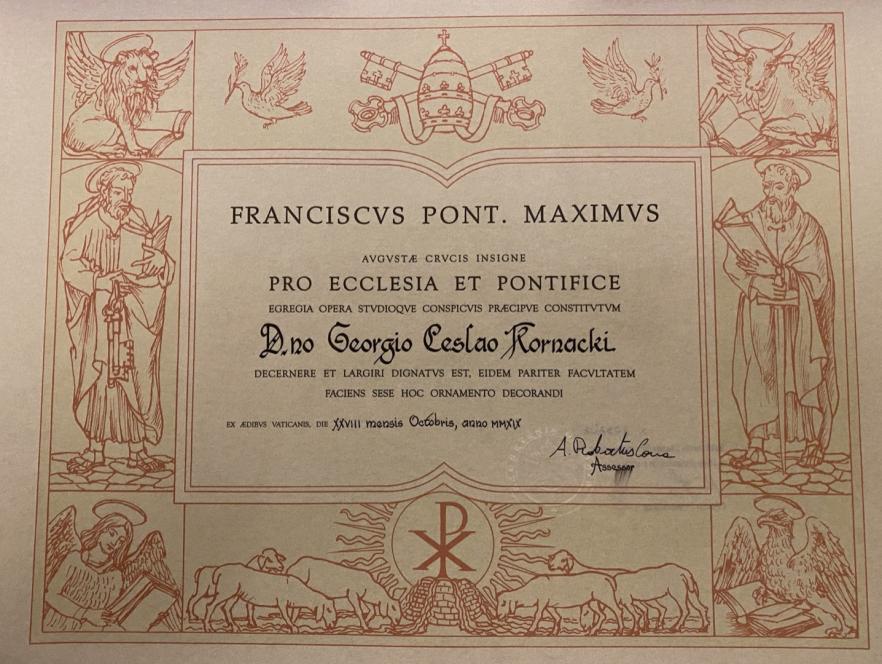 FRANCISCVS PONT. MAXIMVS
AVGVSTÆ CRVCIS INSIGNE
PRO ECCLESIA ET PONTIFICE
EGREGIA OPERA STVDIOQVE CONSPICVIS PRÆCIPVE CONSTITVTVM
D.no Georgio Ceslao Kornacki
DECERNERE ET LARGIRI DIGNATVS EST, EIDEM PARITER FACVLTATEM
FACIENS SESE HOC ORNAMENTO DECORANDI
EX ÆDIBVS VATICANIS, DIE XXVIII mensis Octobris, anno MMXIX
A. Robertus Cona
Assessor